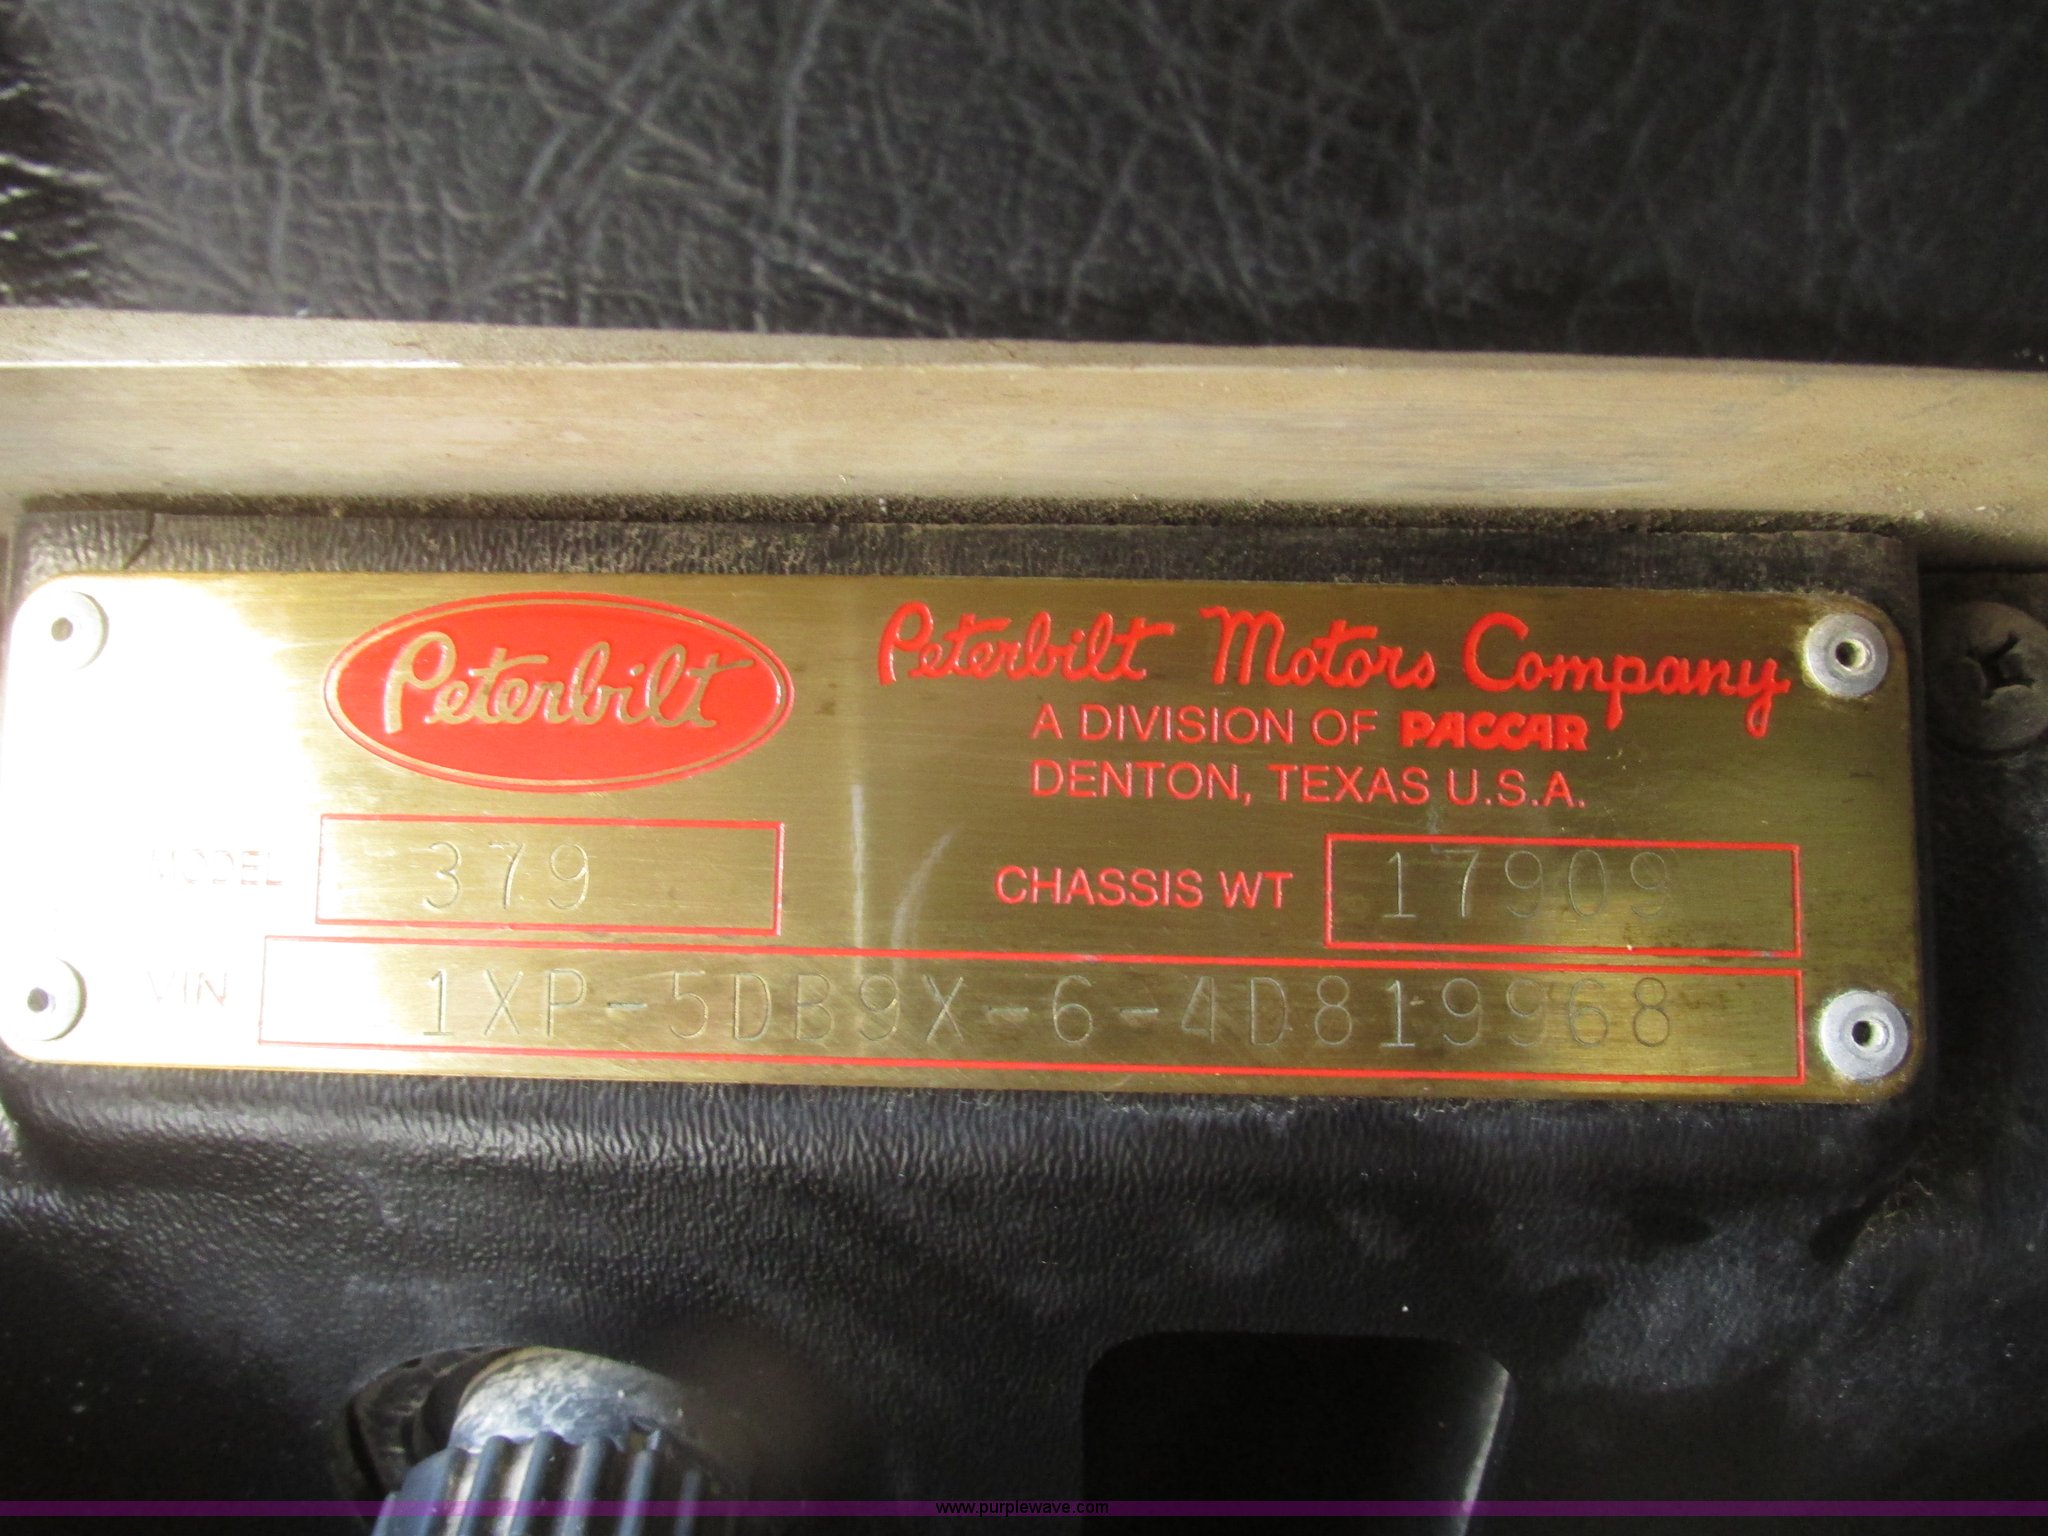 Peterbilt
Peterbilt Motors Company
A DIVISION OF PACCAR
DENTON, TEXAS U.S.A.
MODEL 379
CHASSIS WT 17909
VIN 1XP-5DB9X-6-4D819968
www.purplewave.com